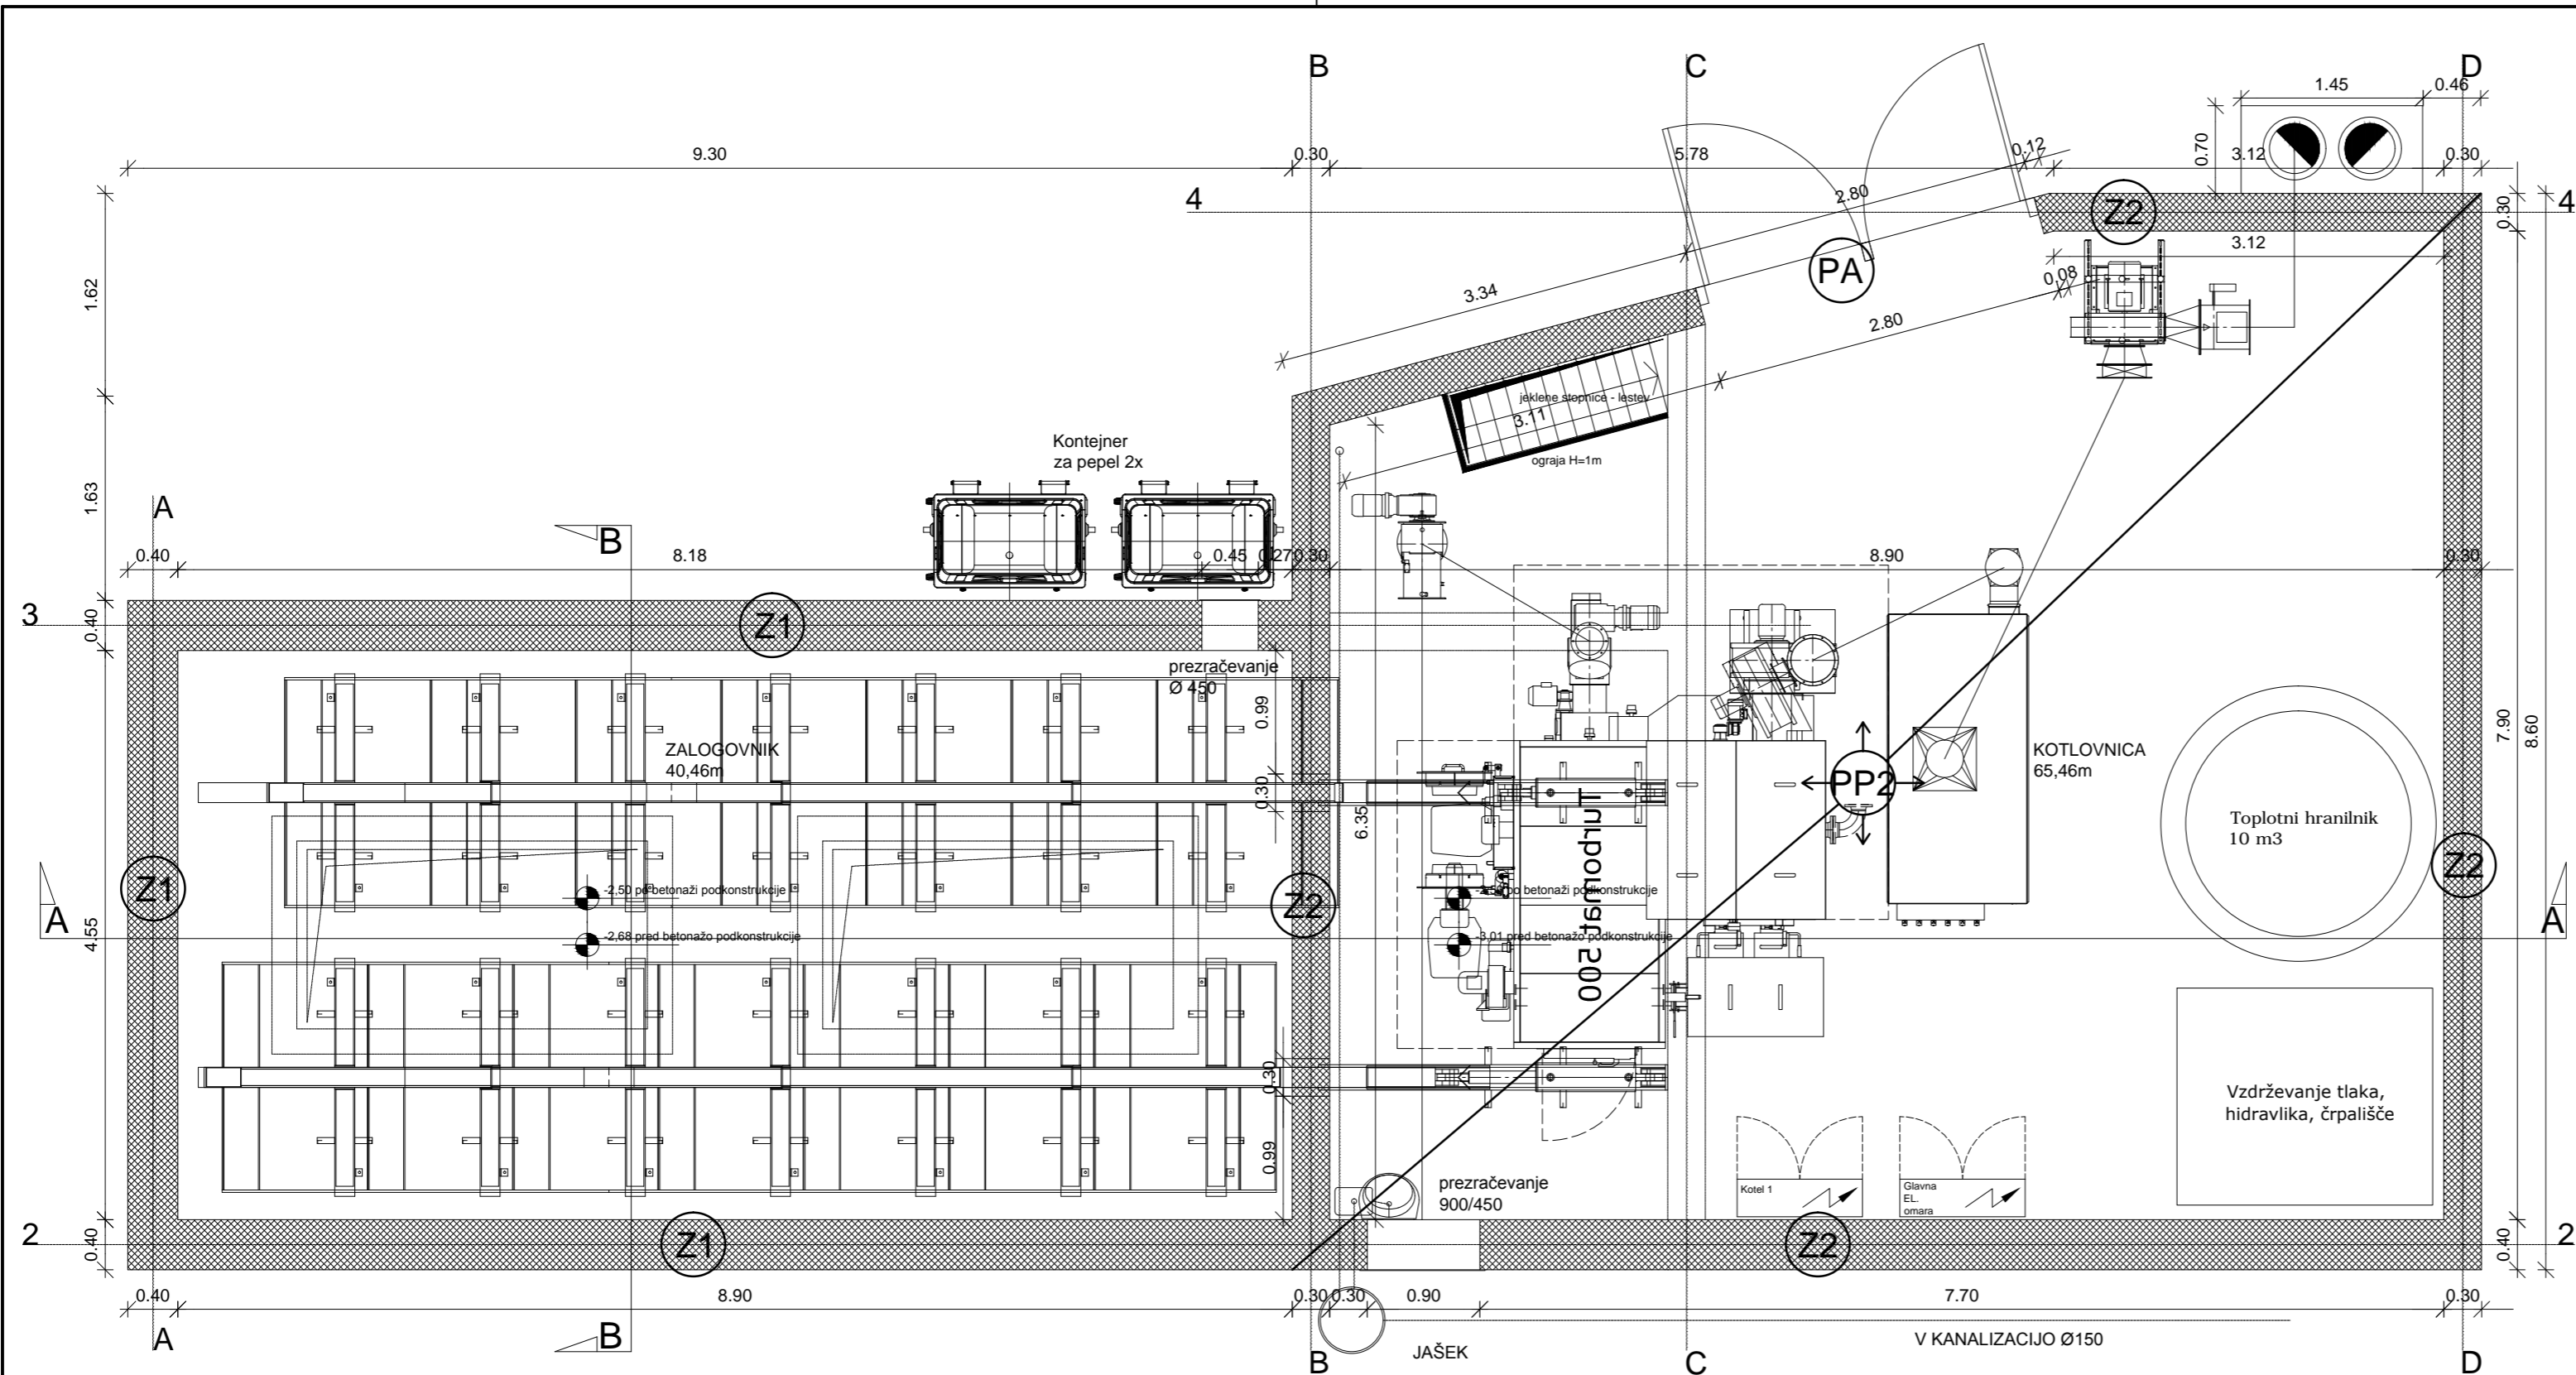 B
C
D
1.45
0.46
9.30
0.30
5.78
0.12
3.12
0.30
0.70
4
2.80
Z2
4
0.30
3.12
PA
0.08
1.62
3.34
2.80
jeklene stopnice - lestev
3.11
ograja H=1m
Kontejner
za pepel 2x
1.63
A
B
0.40
8.18
0.45
0.27
0.30
8.90
0.30
3
0.40
Z1
prezračevanje
Ø 450
0.99
ZALOGOVNIK
40,46m
0.30
6.35
Turbomat 500
PP2
KOTLOVNICA
65,46m
7.90
8.60
Toplotni hranilnik
10 m3
Z1
-2,50 po betonaži podkonstrukcije
Z2
-2,50 po betonaži podkonstrukcije
Z2
A
4.55
-2,68 pred betonažo podkonstrukcije
-3,01 pred betonažo podkonstrukcije
A
0.30
Vzdrževanje tlaka,
hidravlika, črpališče
0.99
prezračevanje
900/450
Kotel 1
Glavna
EL.
omara
2
0.40
Z1
Z2
0.40
2
0.40
8.90
0.30
0.30
0.90
7.70
0.30
A
B
B
JAŠEK
C
V KANALIZACIJO Ø150
D